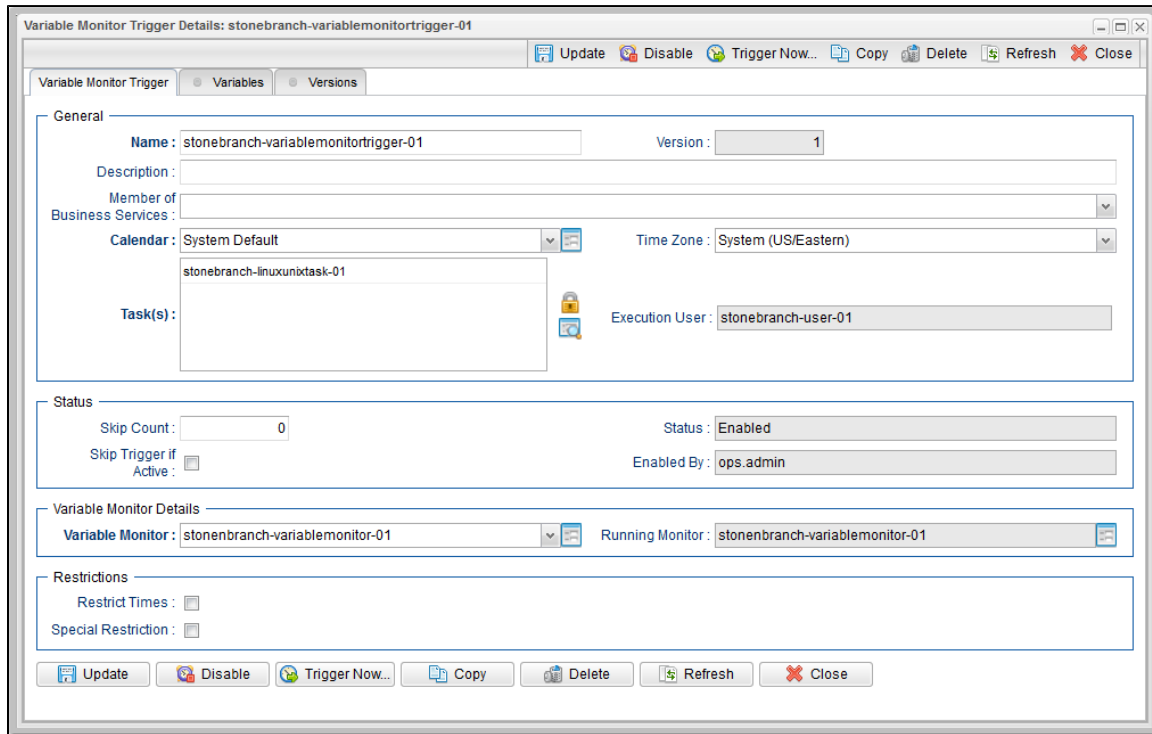 Variable Monitor Trigger Details: stonebranch-variablemonitortrigger-01
Update Disable Trigger Now... Copy Delete Refresh Close
Variable Monitor Trigger Variables Versions
General
Name : stonebranch-variablemonitortrigger-01 Version : 1
Description :
Member of
Business Services :
Calendar : System Default Time Zone : System (US/Eastern)
stonebranch-linuxunixtask-01
Task(s) : Execution User : stonebranch-user-01
Status
Skip Count : 0 Status : Enabled
Skip Trigger if
Active : Enabled By : ops.admin
Variable Monitor Details
Variable Monitor : stonenbranch-variablemonitor-01 Running Monitor : stonenbranch-variablemonitor-01
Restrictions
Restrict Times :
Special Restriction :
Update Disable Trigger Now... Copy Delete Refresh Close